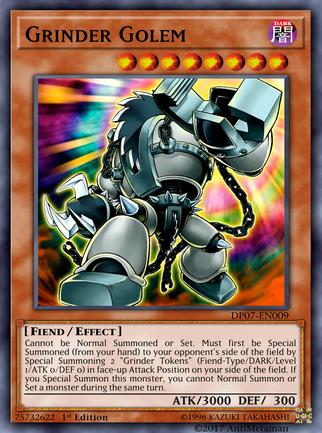 GRINDER GOLEM
DARK
闇
DP07-EN009
[FIEND / EFFECT]
Cannot be Normal Summoned or Set. Must first be Special
Summoned (from your hand) to your opponent's side of the field by
Special Summoning 2 "Grinder Tokens" (Fiend-Type/DARK/Level
1/ATK 0/DEF 0) in face-up Attack Position on your side of the field. If
you Special Summon this monster, you cannot Normal Summon or
Set a monster during the same turn.
ATK/3000 DEF/ 300
75732622 1st Edition ©1996 KAZUKI TAKAHASHI
©2017 AntiMetaman